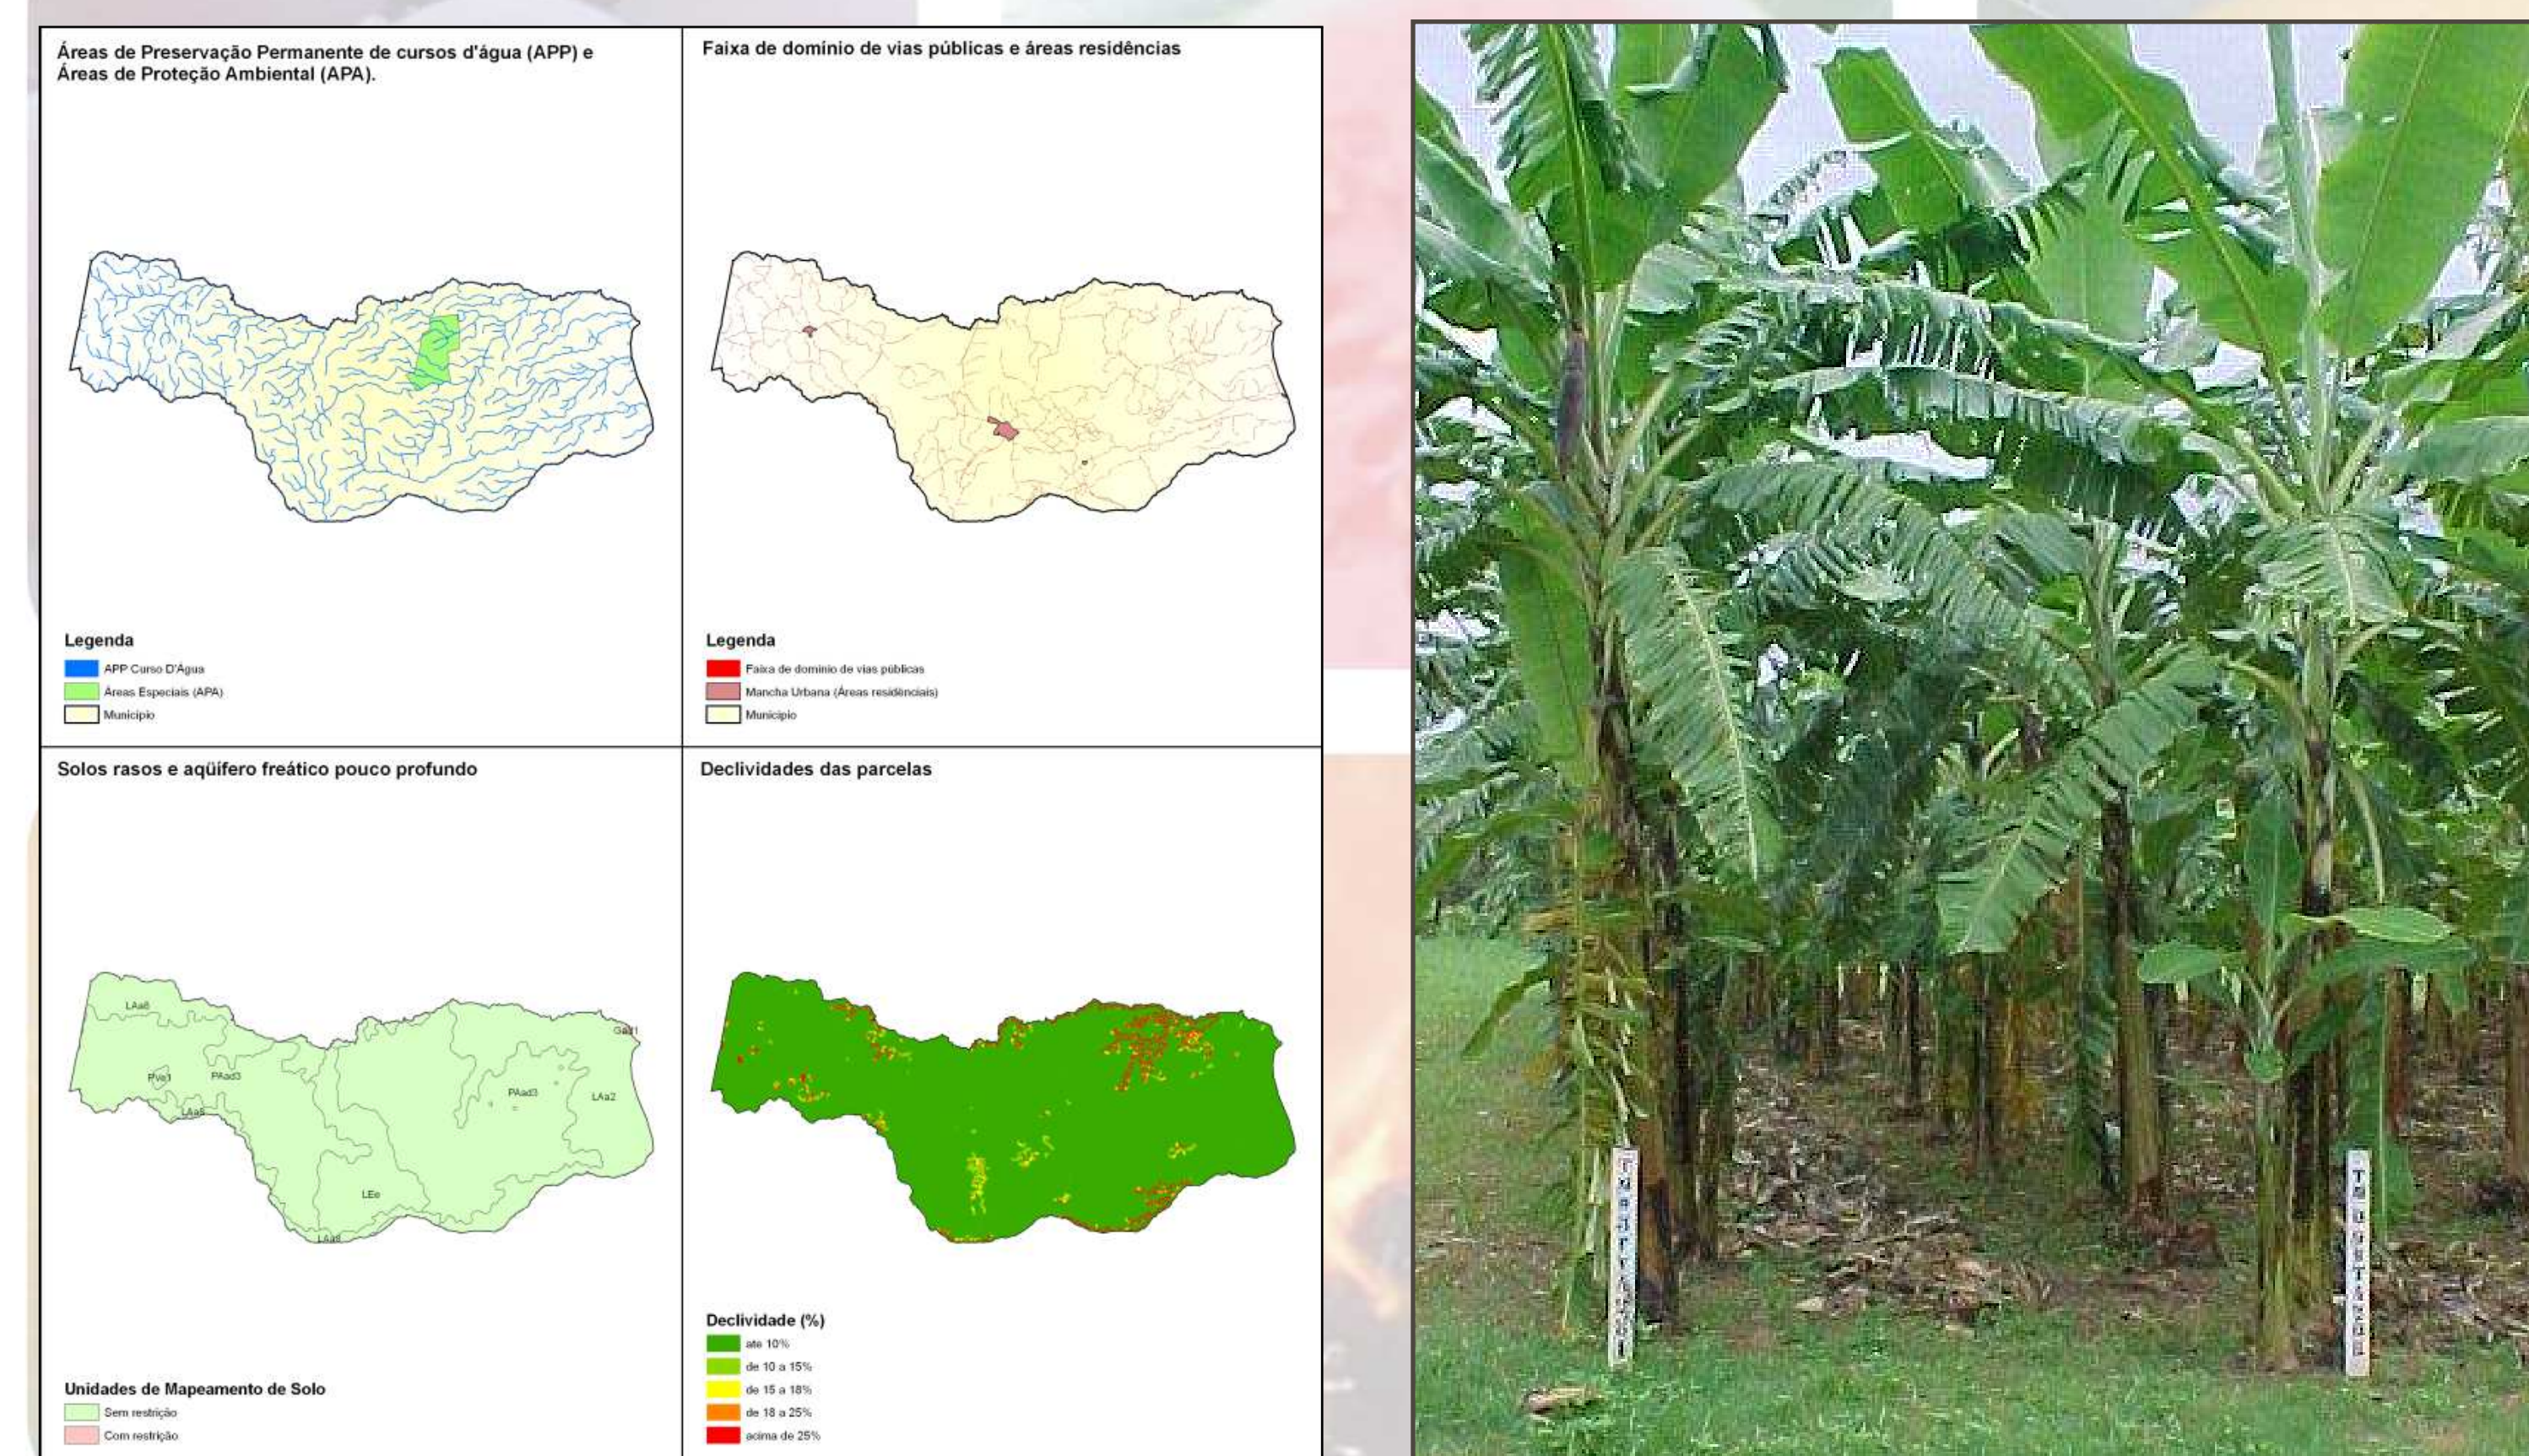 Áreas de Preservação Permanente de cursos d'água (APP) e
Áreas de Proteção Ambiental (APA).
Legenda
APP Curso D'Água
Áreas Especiais (APA)
Município
Faixa de domínio de vias públicas e áreas residências
Legenda
Faixa de domínio de vias públicas
Mancha Urbana (Áreas residênciais)
Município
Solos rasos e aqüífero freático pouco profundo
LAa6
PVe1
PAad3
LEe
PAad3
LAa2
Unidades de Mapeamento de Solo
Sem restrição
Com restrição
Declividades das parcelas
Declividade (%)
ate 10%
de 10 a 15%
de 15 a 18%
de 18 a 25%
acima de 25%